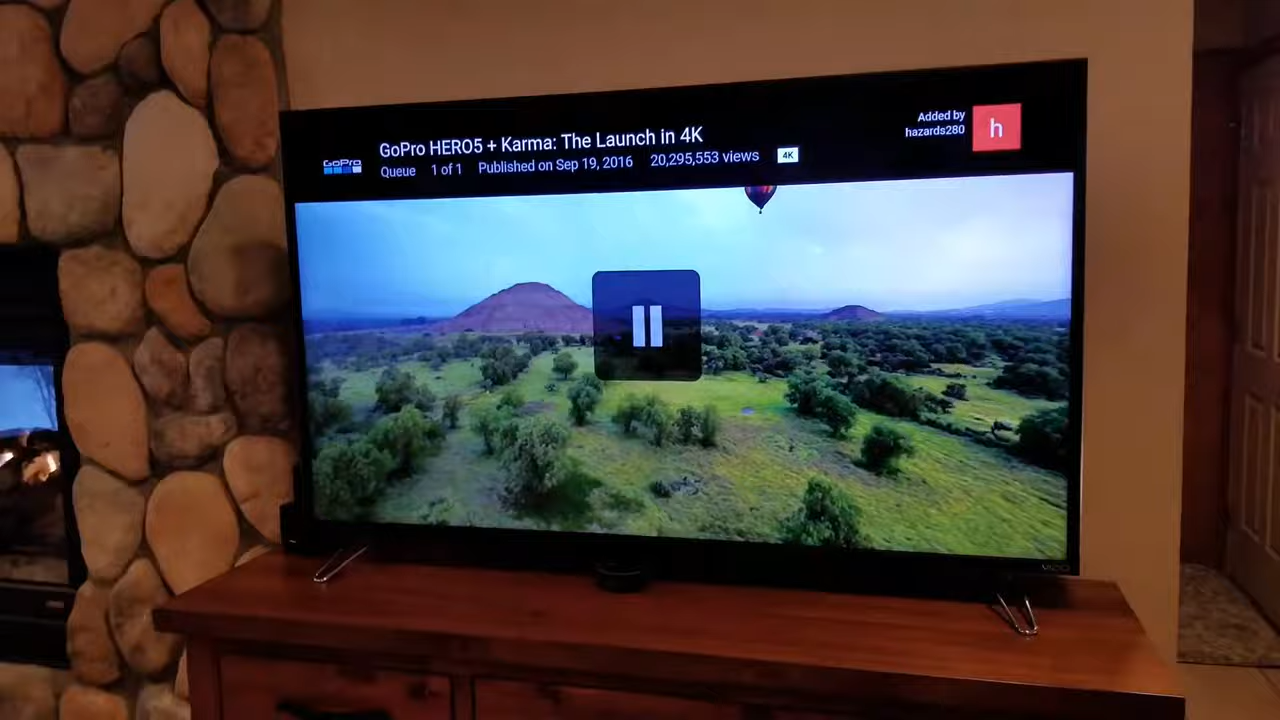 GoPro
GoPro HERO5 + Karma: The Launch in 4K
Queue 1 of 1 Published on Sep 19, 2016 20,295,553 views 4K
Added by
hazards280
h
VIZIO